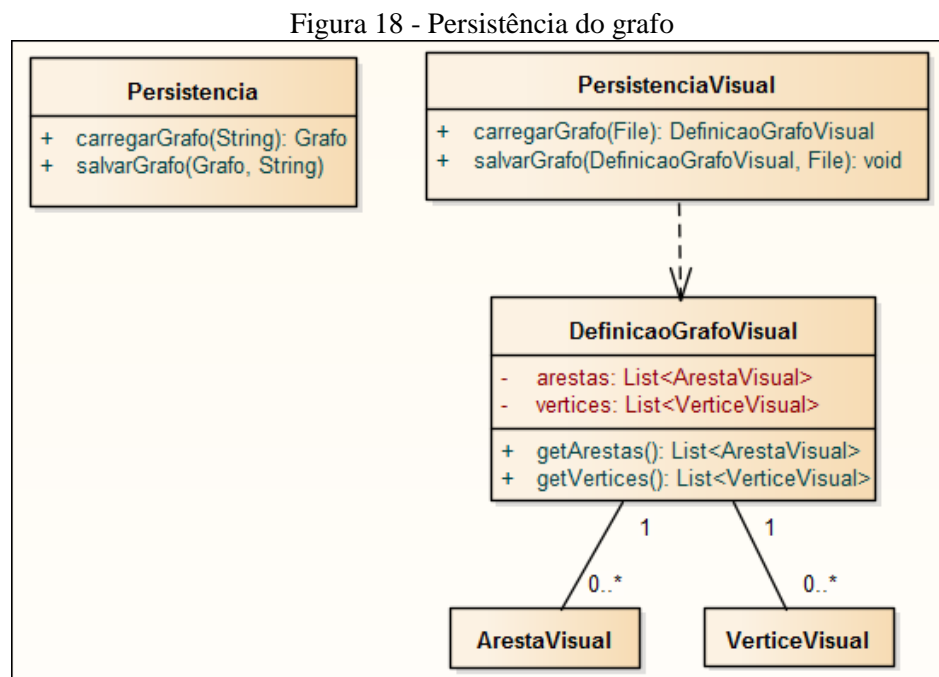 Figura 18 - Persistência do grafo
Persistencia
+ carregarGrafo(String): Grafo
+ salvarGrafo(Grafo, String)
PersistenciaVisual
+ carregarGrafo(File): DefinicaoGrafoVisual
+ salvarGrafo(DefinicaoGrafoVisual, File): void
DefinicaoGrafoVisual
- arestas: List<ArestaVisual>
- vertices: List<VerticeVisual>
+ getArestas(): List<ArestaVisual>
+ getVertices(): List<VerticeVisual>
1
1
0..*
0..*
ArestaVisual
VerticeVisual